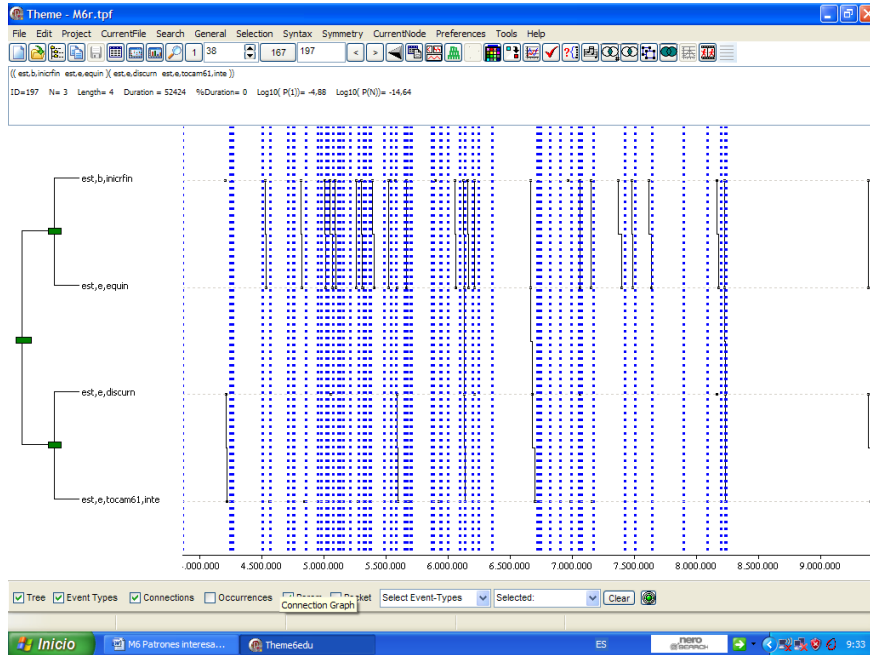 Theme - M6r.tpf
File Edit Project CurrentFile Search General Selection Syntax Symmetry CurrentNode Preferences Tools Help
1 38 167 197 < >
(( est,b,inicrfin est,e,equin )( est,e,discurn est,e,tocam61,inte ))
ID=197 N= 3 Length= 4 Duration = 52424 %Duration= 0 Log10( P(1))= -4,88 Log10( P(N))= -14,64
est,b,inicrfin
est,e,equin
est,e,discurn
est,e,tocam61,inte
.000.000 4.500.000 5.000.000 5.500.000 6.000.000 6.500.000 7.000.000 7.500.000 8.000.000 8.500.000 9.000.000
Tree Event Types Connections Occurrences Select Event-Types Selected: Clear
Connection Graph
Inicio M6 Patrones interesa... Theme6edu ES nero SEARCH 9:33